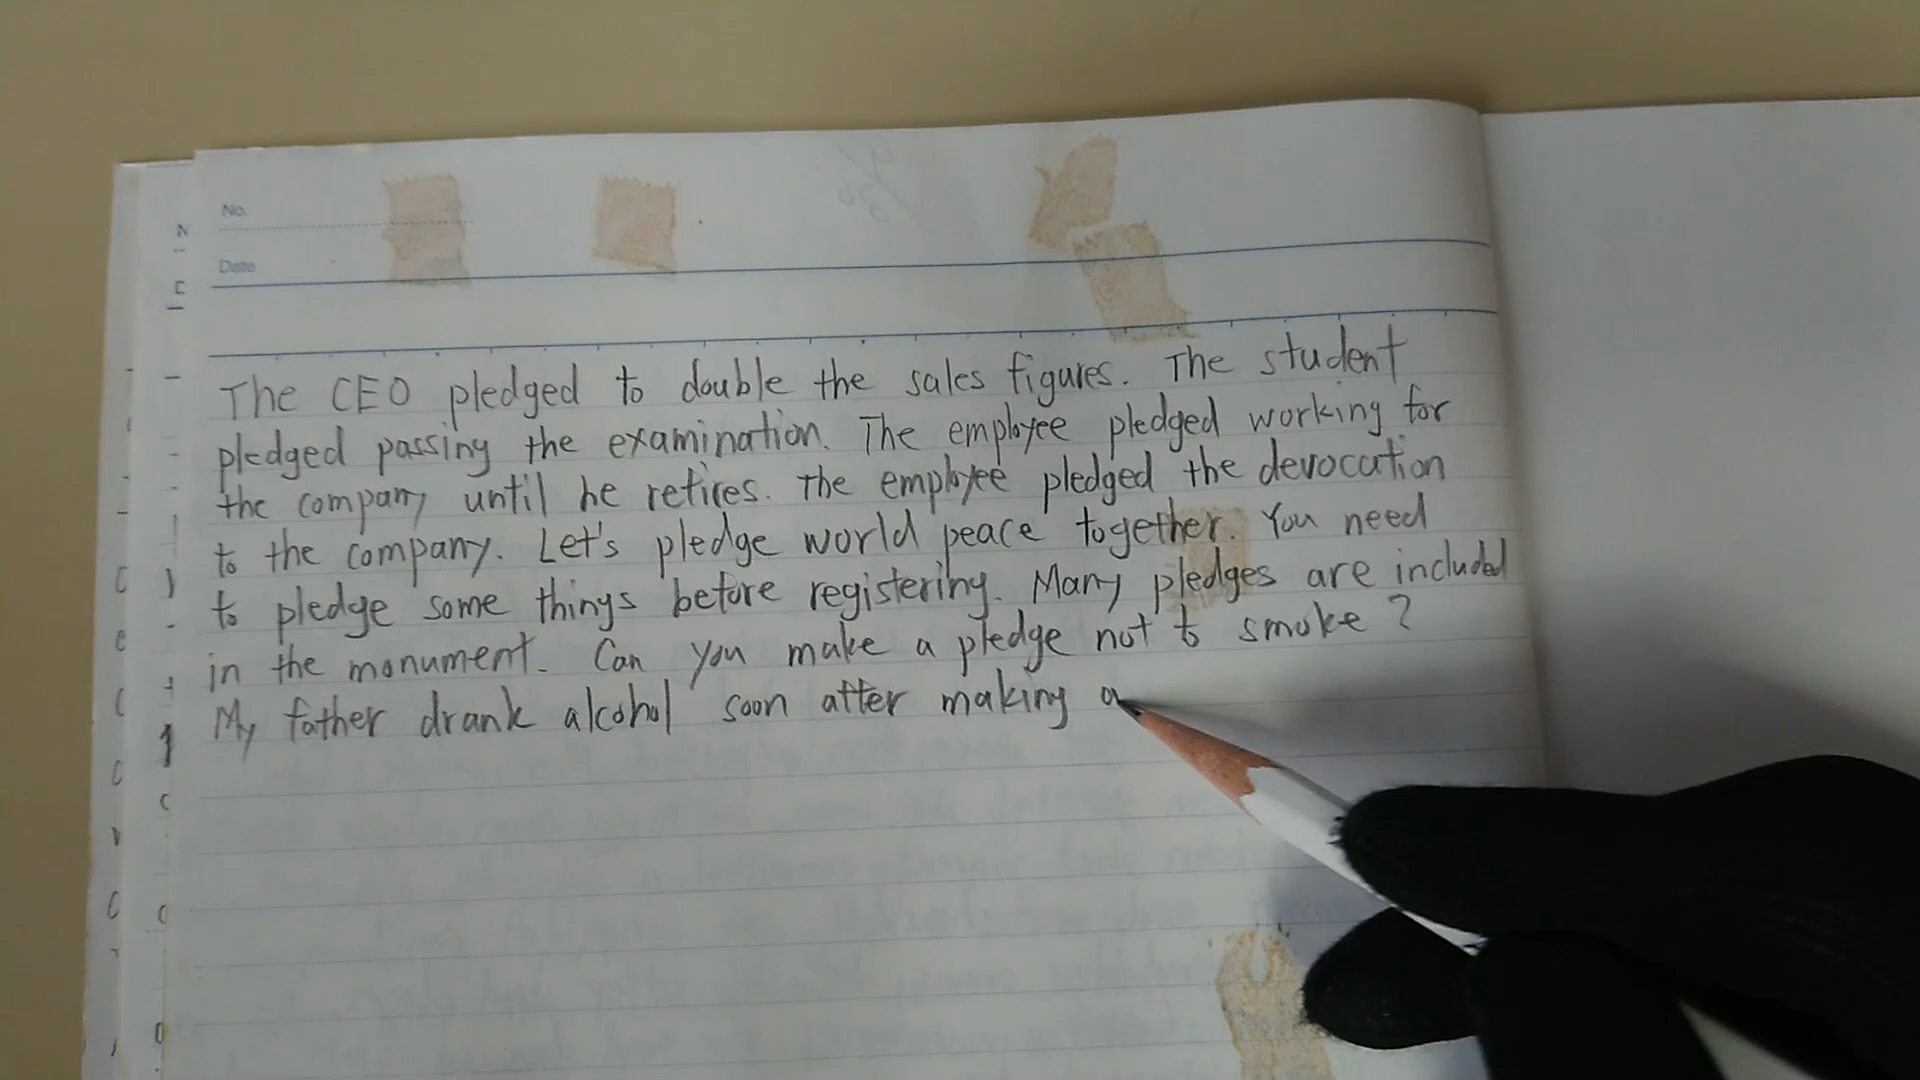 No.
Date
The CEO pledged to double the sales figures. The student
pledged passing the examination. The employee pledged working for
the company until he retires. The employee pledged the devocation
to the company. Let's pledge world peace together. You need
to pledge some things before registering. Many pledges are included
in the monument. Can you make a pledge not to smoke?
My father drank alcohol soon after making a